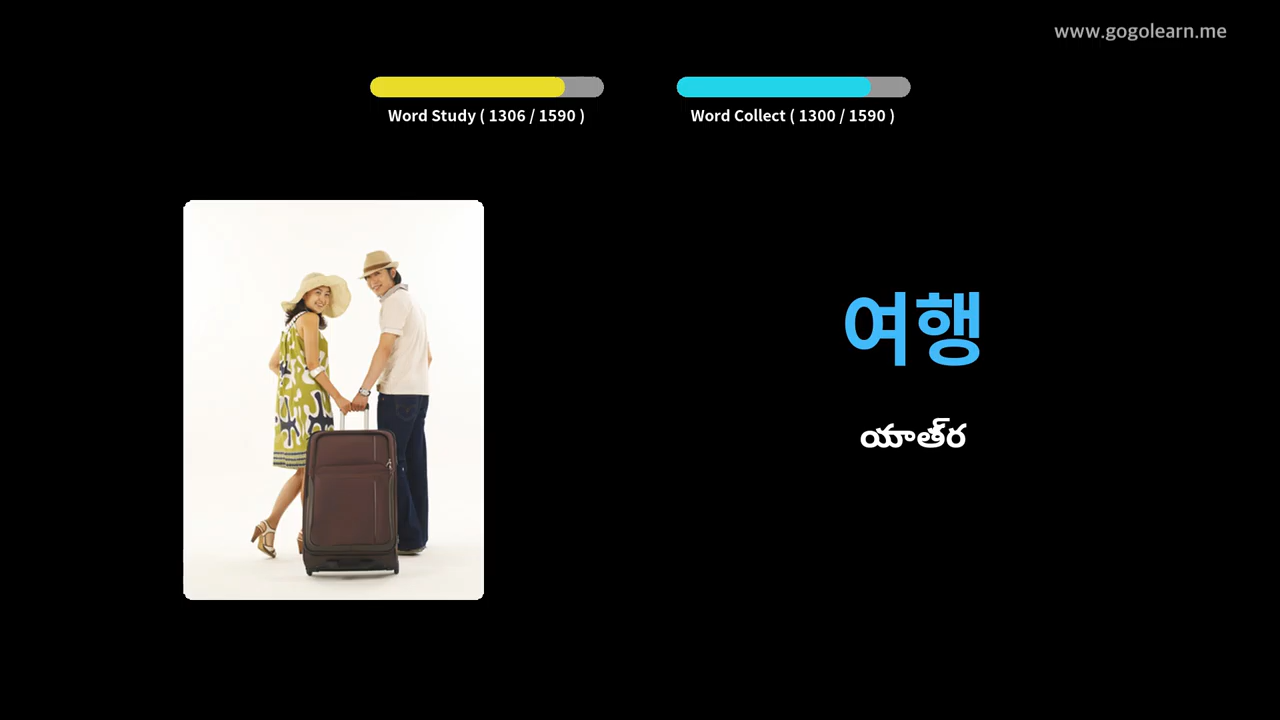 www.gogolearn.me
Word Study ( 1306 / 1590 )
Word Collect ( 1300 / 1590 )
여행
యాత్ర